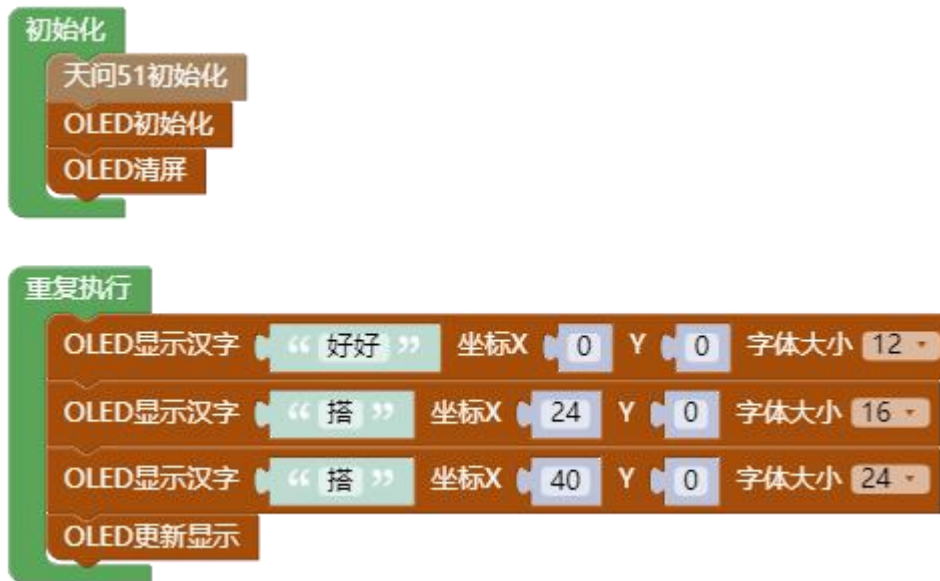 初始化
天问51初始化
OLED初始化
OLED清屏
重复执行
OLED显示汉字 “ 好好 ” 坐标X 0 Y 0 字体大小 12
OLED显示汉字 “ 搭 ” 坐标X 24 Y 0 字体大小 16
OLED显示汉字 “ 搭 ” 坐标X 40 Y 0 字体大小 24
OLED更新显示